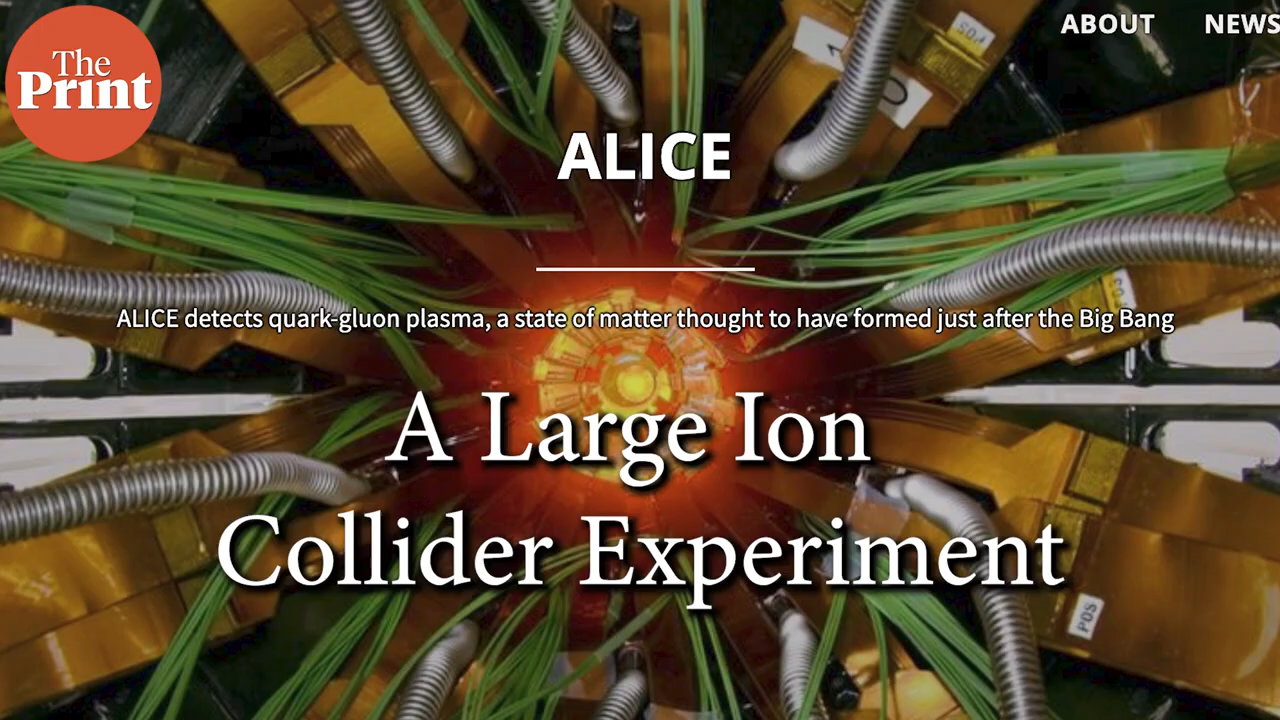 The
Print
ABOUT NEWS
ALICE
ALICE detects quark-gluon plasma, a state of matter thought to have formed just after the Big Bang
A Large Ion
Collider Experiment
POS